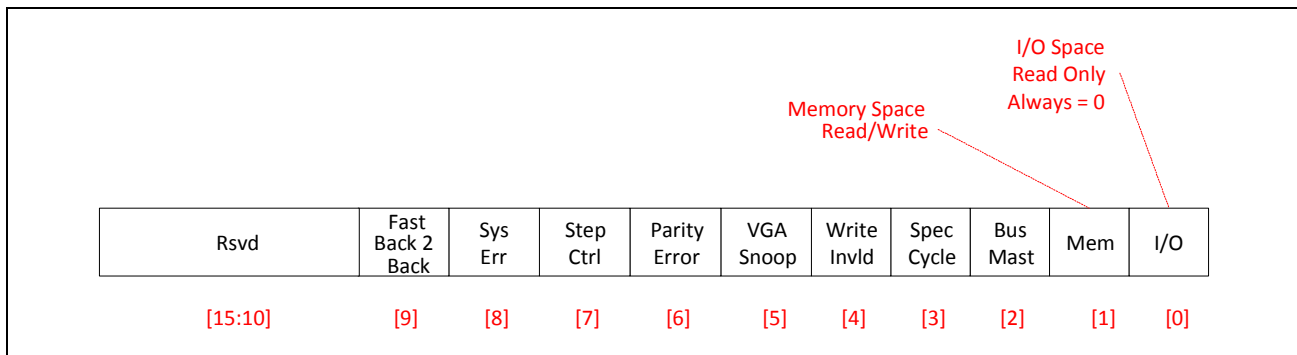 I/O Space
Read Only
Always = 0
Memory Space
Read/Write
Rsvd
Fast
Back 2
Back
Sys
Err
Step
Ctrl
Parity
Error
VGA
Snoop
Write
Invld
Spec
Cycle
Bus
Mast
Mem
I/O
[15:10]
[9]
[8]
[7]
[6]
[5]
[4]
[3]
[2]
[1]
[0]